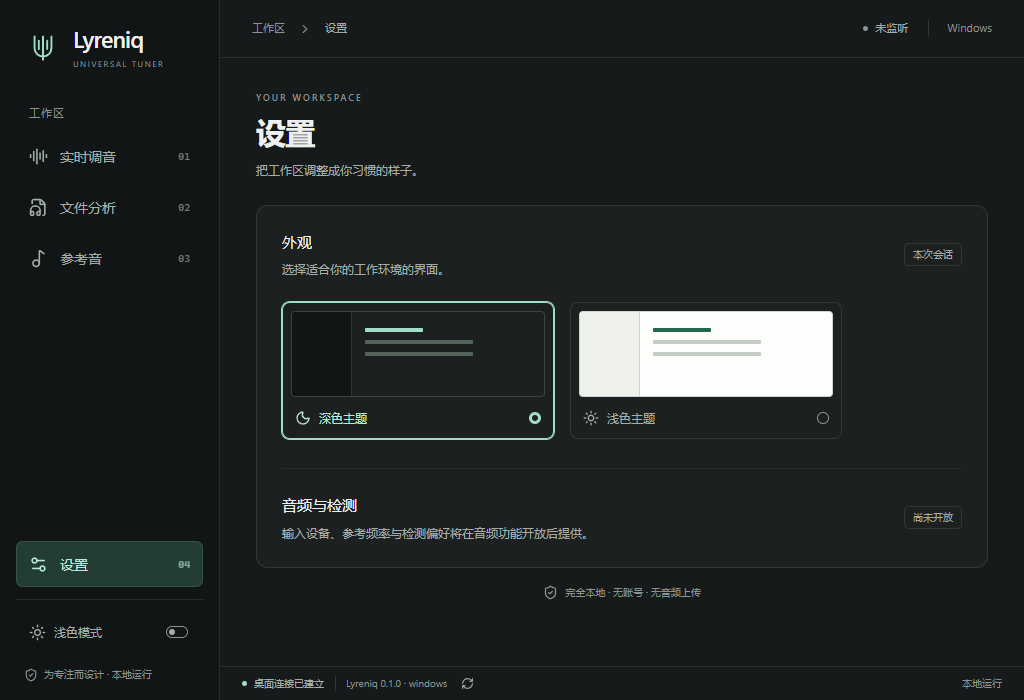 Lyreniq
UNIVERSAL TUNER
工作区
实时调音 01
文件分析 02
参考音 03
设置 04
浅色模式
为专注而设计 · 本地运行
工作区 > 设置
未监听
Windows
YOUR WORKSPACE
设置
把工作区调整成你习惯的样子。
外观
选择适合你的工作环境的界面。
本次会话
深色主题
浅色主题
音频与检测
输入设备、参考频率与检测偏好将在音频功能开放后提供。
尚未开放
完全本地 · 无账号 · 无音频上传
桌面连接已建立
Lyreniq 0.1.0 · windows
本地运行